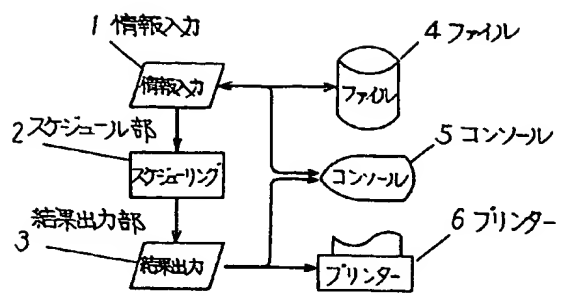 1 情報入力
情報入力
4 ファイル
ファイル
2 スケジュール部
スケジューリング
5 コンソール
コンソール
結果出力部
3
結果出力
6 プリンター
プリンター